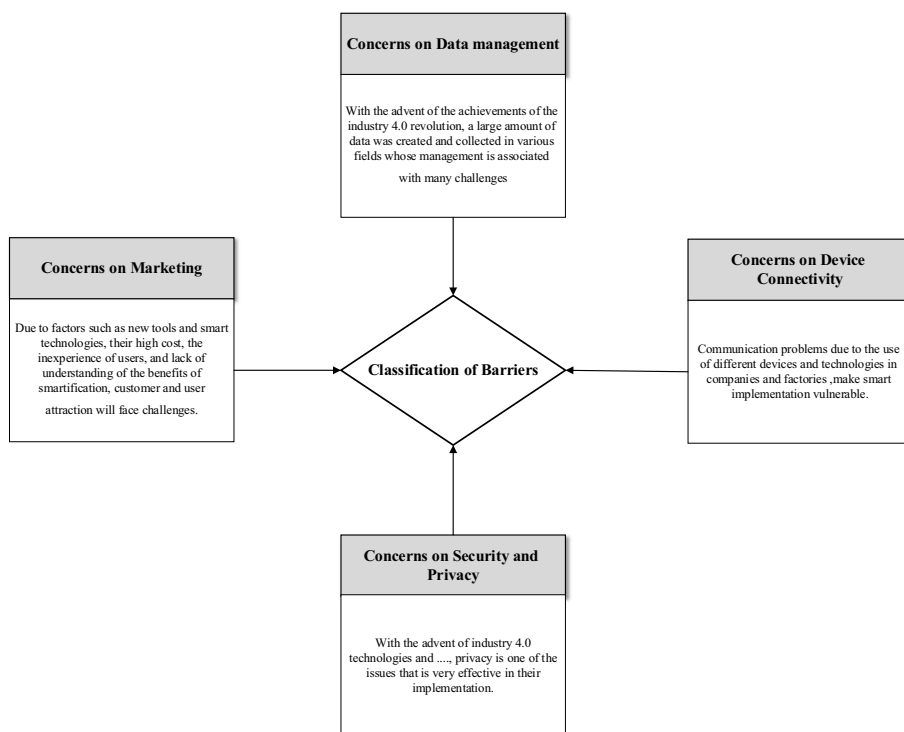 Concerns on Data management
With the advent of the achievements of the
industry 4.0 revolution, a large amount of
data was created and collected in various
fields whose management is associated
with many challenges
Concerns on Marketing
Due to factors such as new tools and smart
technologies, their high cost, the
inexperience of users, and lack of
understanding of the benefits of
smartification, customer and user
attraction will face challenges.
Classification of Barriers
Concerns on Device
Connectivity
Communication problems due to the use
of different devices and technologies in
companies and factories ,make smart
implementation vulnerable.
Concerns on Security and
Privacy
With the advent of industry 4.0
technologies and ...., privacy is one of the
issues that is very effective in their
implementation.